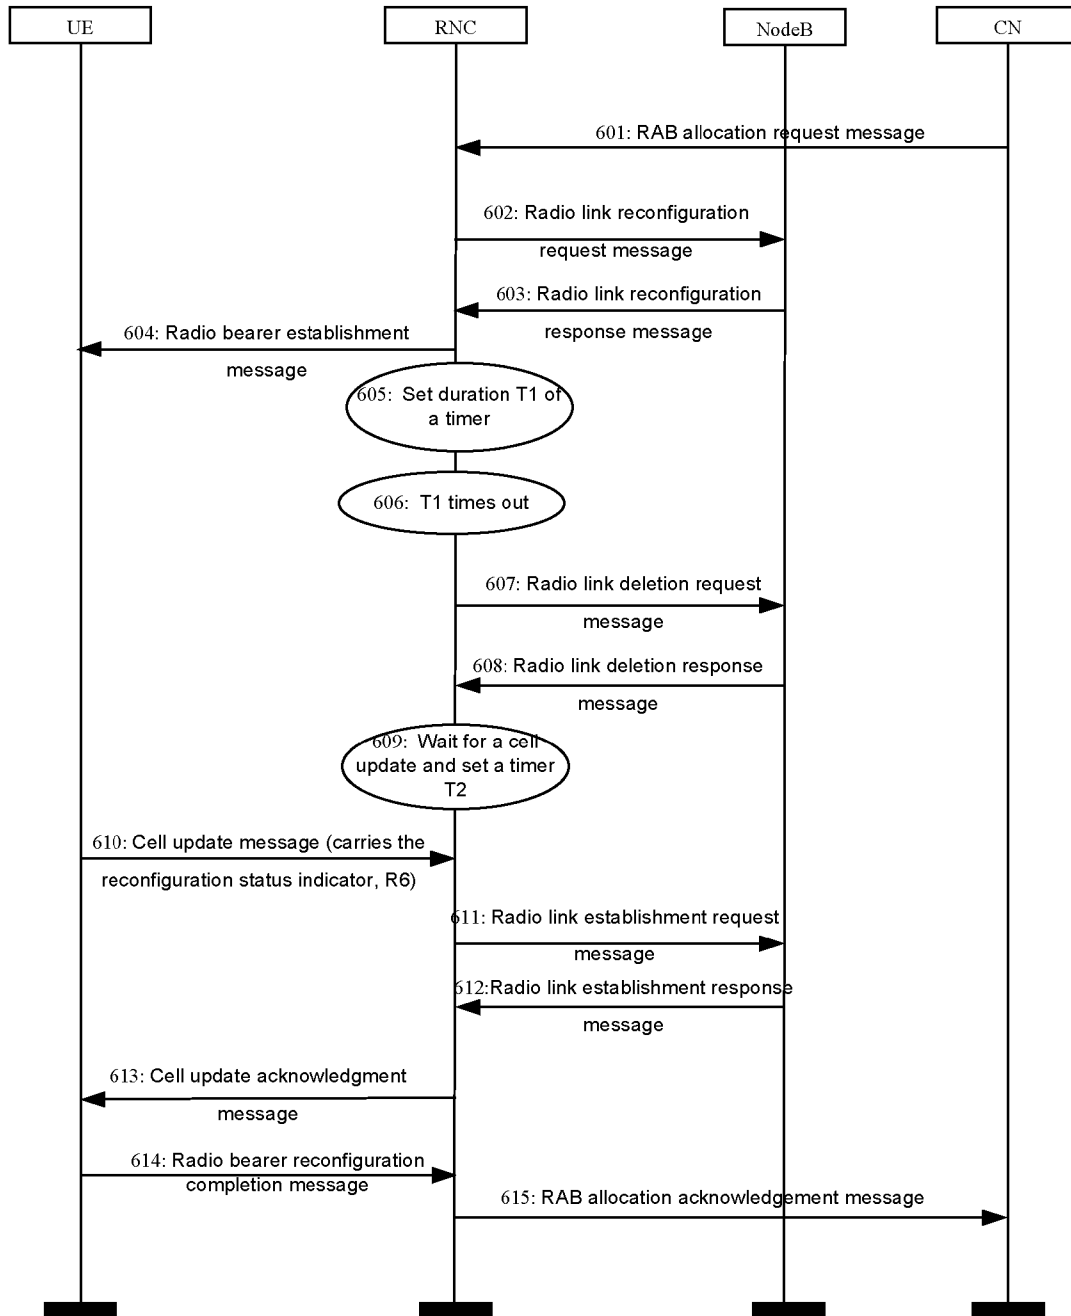 UE
RNC
NodeB
CN
601: RAB allocation request message
602: Radio link reconfiguration
request message
603: Radio link reconfiguration
response message
604: Radio bearer establishment
message
605: Set duration T1 of
a timer
606: T1 times out
607: Radio link deletion request
message
608: Radio link deletion response
message
609: Wait for a cell
update and set a timer
T2
610: Cell update message (carries the
reconfiguration status indicator, R6)
611: Radio link establishment request
message
612:Radio link establishment response
message
613: Cell update acknowledgment
message
614: Radio bearer reconfiguration
completion message
615: RAB allocation acknowledgement message